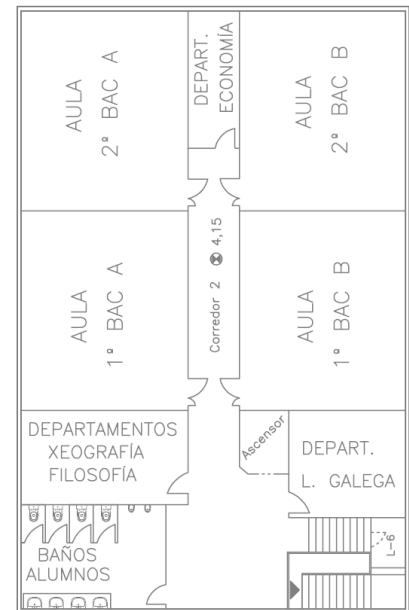 AULA
2º BAC A
DEPART.
ECONOMÍA
AULA
2º BAC B
AULA
1º BAC A
Corredor 2 4,15
AULA
1º BAC B
DEPARTAMENTOS
XEOGRAFÍA
FILOSOFÍA
Ascensor
DEPART.
L. GALEGA
BAÑOS
ALUMNOS
L-6